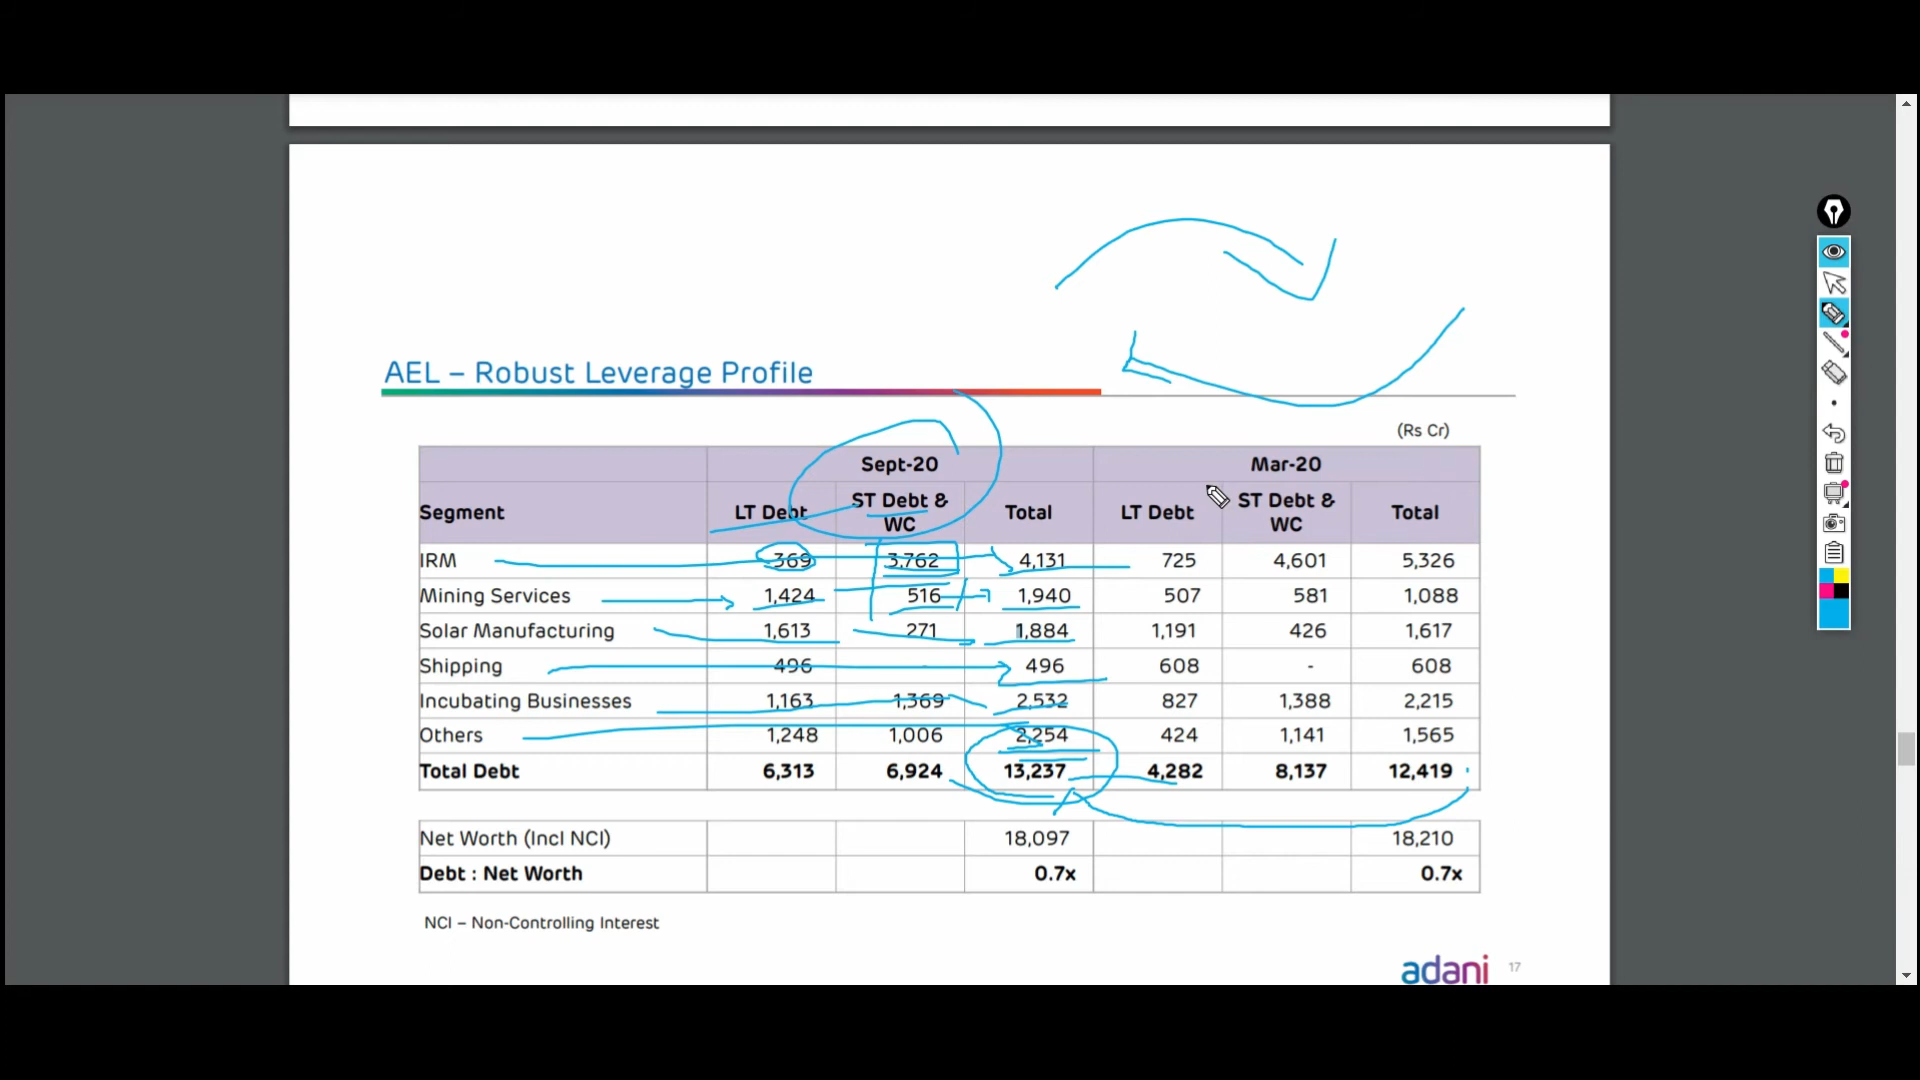 AEL – Robust Leverage Profile
(Rs Cr)
Sept-20 Mar-20
Segment LT Debt ST Debt & WC Total LT Debt ST Debt & WC Total
IRM 369 3,762 4,131 725 4,601 5,326
Mining Services 1,424 516 1,940 507 581 1,088
Solar Manufacturing 1,613 271 1,884 1,191 426 1,617
Shipping 496 496 608 - 608
Incubating Businesses 1,163 1,369 2,532 827 1,388 2,215
Others 1,248 1,006 2,254 424 1,141 1,565
Total Debt 6,313 6,924 13,237 4,282 8,137 12,419
Net Worth (Incl NCI) 18,097 18,210
Debt : Net Worth 0.7x 0.7x
NCI – Non-Controlling Interest
adani 17